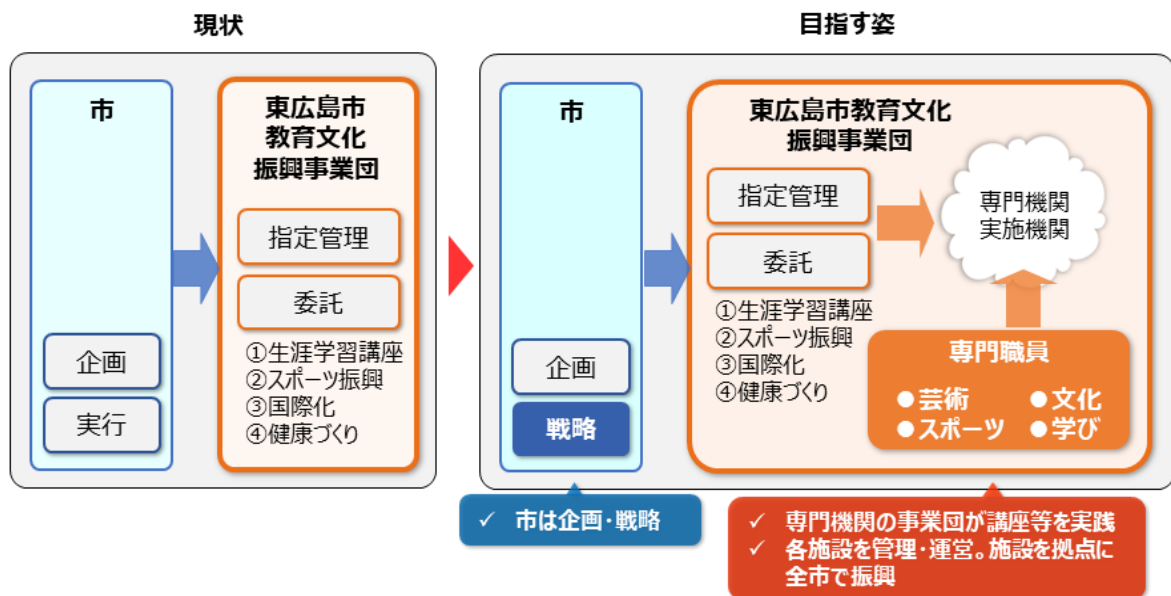 現状
市
企画
実行
東広島市
教育文化
振興事業団
指定管理
委託
①生涯学習講座
②スポーツ振興
③国際化
④健康づくり
目指す姿
市
企画
戦略
東広島市教育文化
振興事業団
指定管理
委託
①生涯学習講座
②スポーツ振興
③国際化
④健康づくり
専門機関
実施機関
専門職員
●芸術 ●文化
●スポーツ ●学び
✓ 市は企画・戦略
✓ 専門機関の事業団が講座等を実践
✓ 各施設を管理・運営。施設を拠点に
全市で振興